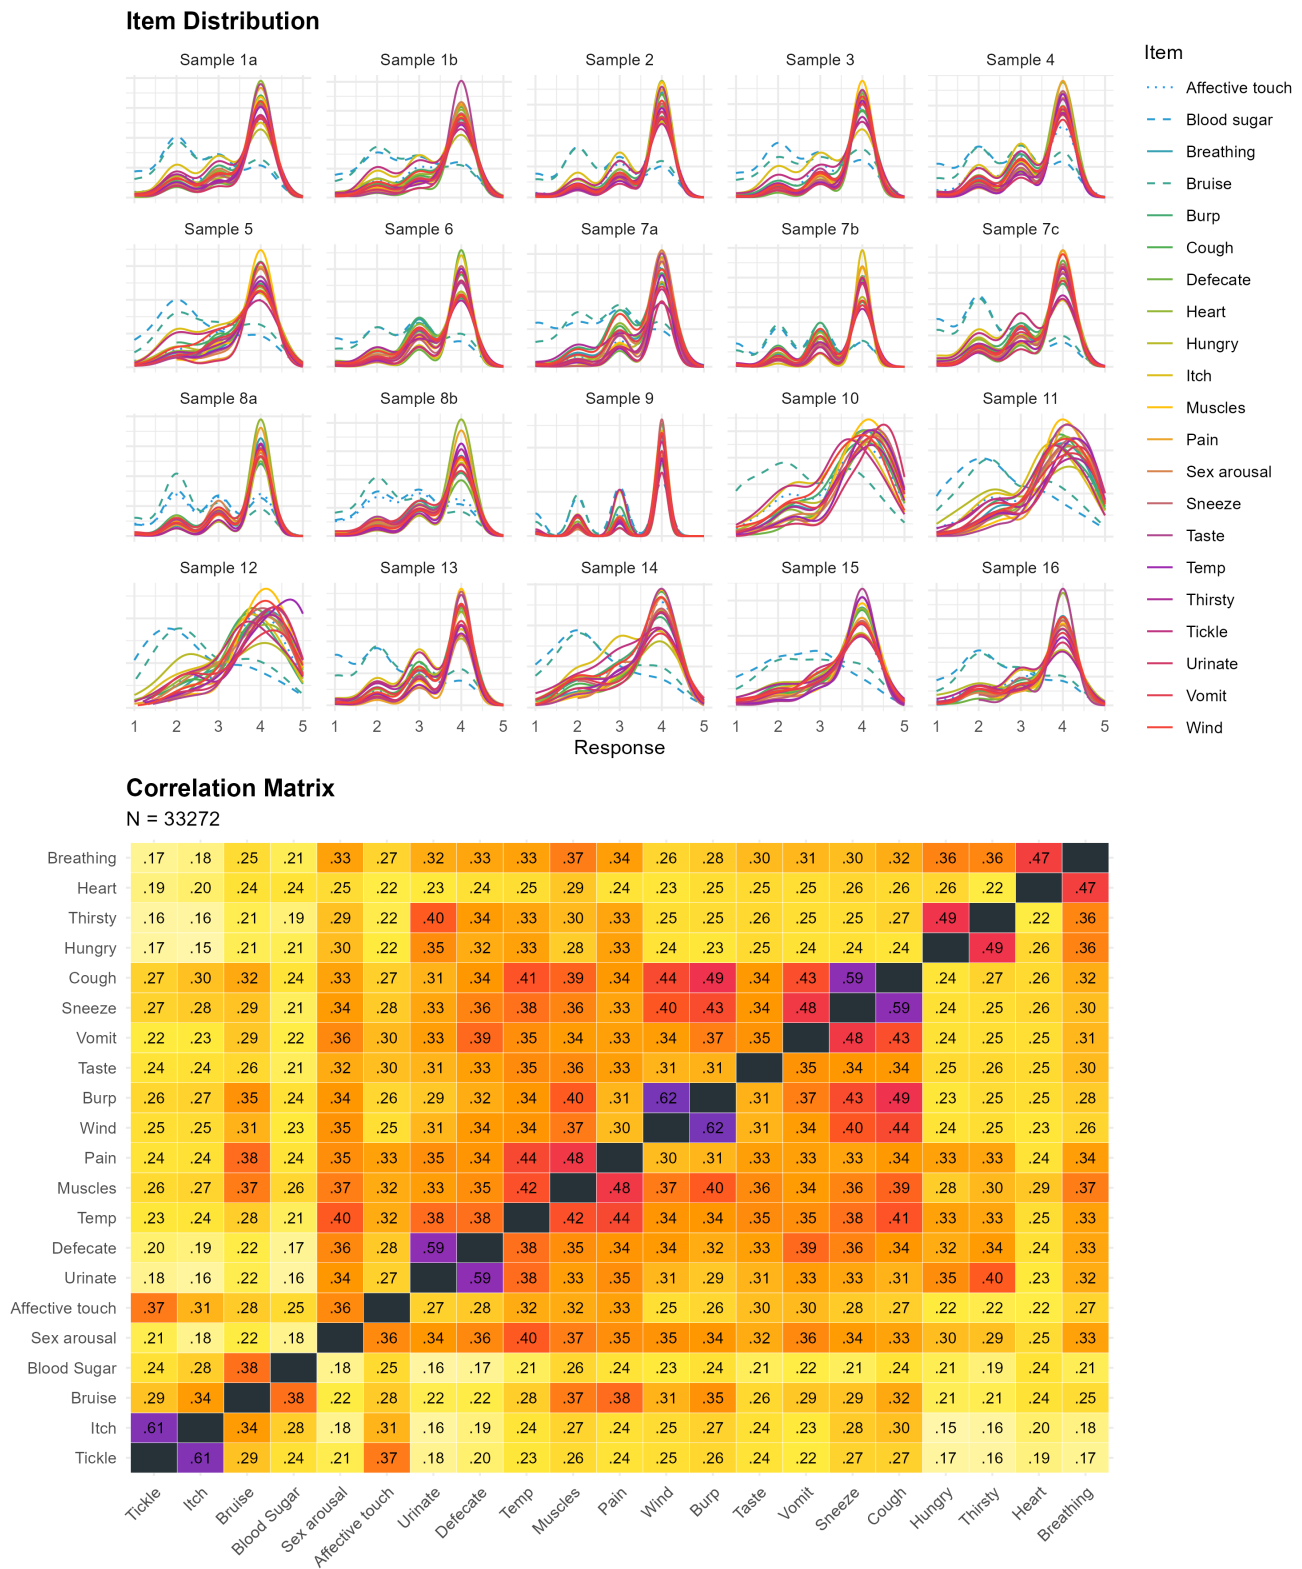 Item Distribution
Sample 1a Sample 1b Sample 2 Sample 3 Sample 4
Sample 5 Sample 6 Sample 7a Sample 7b Sample 7c
Sample 8a Sample 8b Sample 9 Sample 10 Sample 11
Sample 12 Sample 13 Sample 14 Sample 15 Sample 16
1 2 3 4 5 1 2 3 4 5 1 2 3 4 5 1 2 3 4 5 1 2 3 4 5
Response
Item
Affective touch
Blood sugar
Breathing
Bruise
Burp
Cough
Defecate
Heart
Hungry
Itch
Muscles
Pain
Sex arousal
Sneeze
Taste
Temp
Thirsty
Tickle
Urinate
Vomit
Wind
Correlation Matrix
N = 33272
Breathing .17 .18 .25 .21 .33 .27 .32 .33 .33 .37 .34 .26 .28 .30 .31 .30 .32 .36 .36 .47
Heart .19 .20 .24 .24 .25 .22 .23 .24 .25 .29 .24 .23 .25 .25 .25 .26 .26 .26 .22 .47
Thirsty .16 .16 .21 .19 .29 .22 .40 .34 .33 .30 .33 .25 .25 .26 .25 .25 .27 .49 .22 .36
Hungry .17 .15 .21 .21 .30 .22 .35 .32 .33 .28 .33 .24 .23 .25 .24 .24 .24 .49 .26 .36
Cough .27 .30 .32 .24 .33 .27 .31 .34 .41 .39 .34 .44 .49 .34 .43 .59 .24 .27 .26 .32
Sneeze .27 .28 .29 .21 .34 .28 .33 .36 .38 .36 .33 .40 .43 .34 .48 .59 .24 .25 .26 .30
Vomit .22 .23 .29 .22 .36 .30 .33 .39 .35 .34 .33 .34 .37 .35 .48 .43 .24 .25 .25 .31
Taste .24 .24 .26 .21 .32 .30 .31 .33 .35 .36 .33 .31 .31 .35 .34 .34 .25 .26 .25 .30
Burp .26 .27 .35 .24 .34 .26 .29 .32 .34 .40 .31 .62 .31 .37 .43 .49 .23 .25 .25 .28
Wind .25 .25 .31 .23 .35 .25 .31 .34 .34 .37 .30 .62 .31 .34 .40 .44 .24 .25 .23 .26
Pain .24 .24 .38 .24 .35 .33 .35 .34 .44 .48 .30 .31 .33 .33 .33 .34 .33 .33 .24 .34
Muscles .26 .27 .37 .26 .37 .32 .33 .35 .42 .48 .37 .40 .36 .34 .36 .39 .28 .30 .29 .37
Temp .23 .24 .28 .21 .40 .32 .38 .38 .42 .44 .34 .34 .35 .35 .38 .41 .33 .33 .25 .33
Defecate .20 .19 .22 .17 .36 .28 .59 .38 .35 .34 .34 .32 .33 .39 .36 .34 .32 .34 .24 .33
Urinate .18 .16 .22 .16 .34 .27 .59 .38 .33 .35 .31 .29 .31 .33 .33 .31 .35 .40 .23 .32
Affective touch .37 .31 .28 .25 .36 .27 .28 .32 .32 .33 .25 .26 .30 .30 .28 .27 .22 .22 .22 .27
Sex arousal .21 .18 .22 .18 .36 .34 .36 .40 .37 .35 .35 .34 .32 .36 .34 .33 .30 .29 .25 .33
Blood Sugar .24 .28 .38 .18 .25 .16 .17 .21 .26 .24 .23 .24 .21 .22 .21 .24 .21 .19 .24 .21
Bruise .29 .34 .38 .22 .28 .22 .22 .28 .37 .38 .31 .35 .26 .29 .29 .32 .21 .21 .24 .25
Itch .61 .34 .28 .18 .31 .16 .19 .24 .27 .24 .25 .27 .24 .23 .28 .30 .15 .16 .20 .18
Tickle .61 .29 .24 .21 .37 .18 .20 .23 .26 .24 .25 .26 .24 .22 .27 .27 .17 .16 .19 .17
Tickle Itch Bruise Blood Sugar Sex arousal Affective touch Urinate Defecate Temp Muscles Pain Wind Burp Taste Vomit Sneeze Cough Hungry Thirsty Heart Breathing